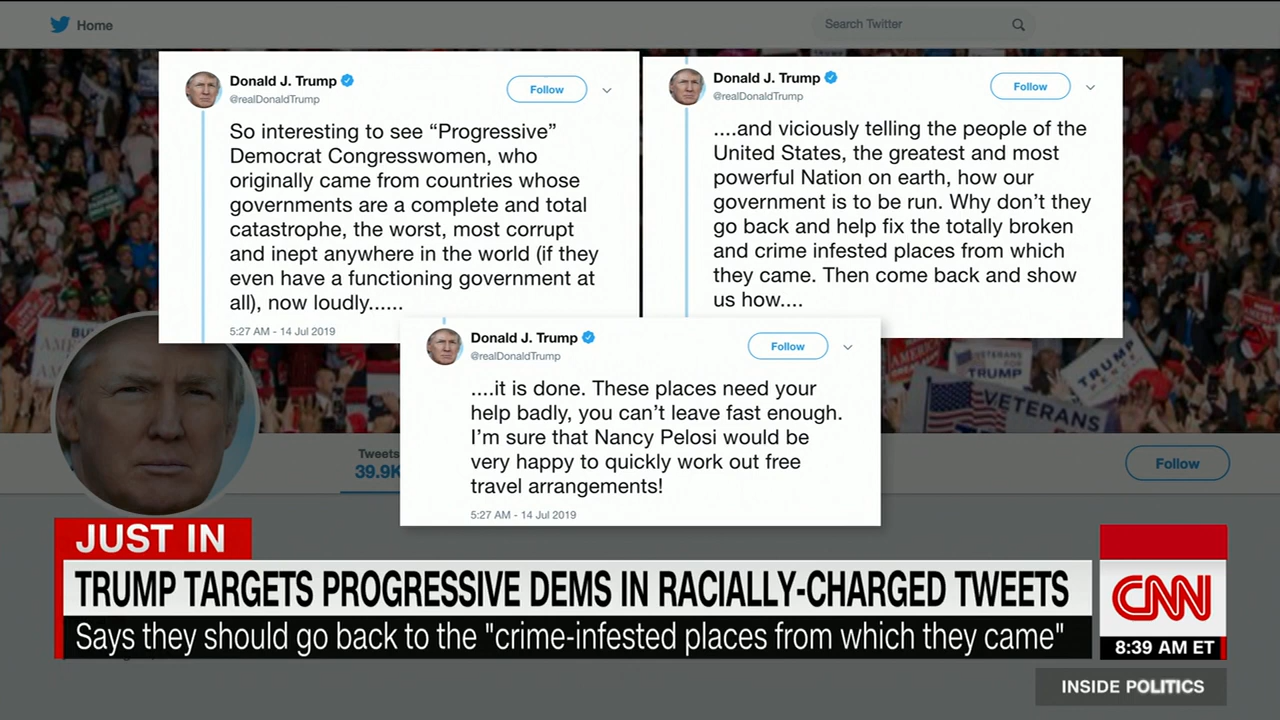 Home
Search Twitter
Donald J. Trump
@realDonaldTrump
Follow
So interesting to see “Progressive”
Democrat Congresswomen, who
originally came from countries whose
governments are a complete and total
catastrophe, the worst, most corrupt
and inept anywhere in the world (if they
even have a functioning government at
all), now loudly......
5:27 AM - 14 Jul 2019
Donald J. Trump
@realDonaldTrump
Follow
....and viciously telling the people of the
United States, the greatest and most
powerful Nation on earth, how our
government is to be run. Why don’t they
go back and help fix the totally broken
and crime infested places from which
they came. Then come back and show
us how....
Donald J. Trump
@realDonaldTrump
Follow
....it is done. These places need your
help badly, you can’t leave fast enough.
I’m sure that Nancy Pelosi would be
very happy to quickly work out free
travel arrangements!
5:27 AM - 14 Jul 2019
VETERANS
FOR
TRUMP
TRUMP
VETERANS
Tweets
39.9K
Follow
JUST IN
TRUMP TARGETS PROGRESSIVE DEMS IN RACIALLY-CHARGED TWEETS
Says they should go back to the "crime-infested places from which they came"
CNN
8:39 AM ET
INSIDE POLITICS